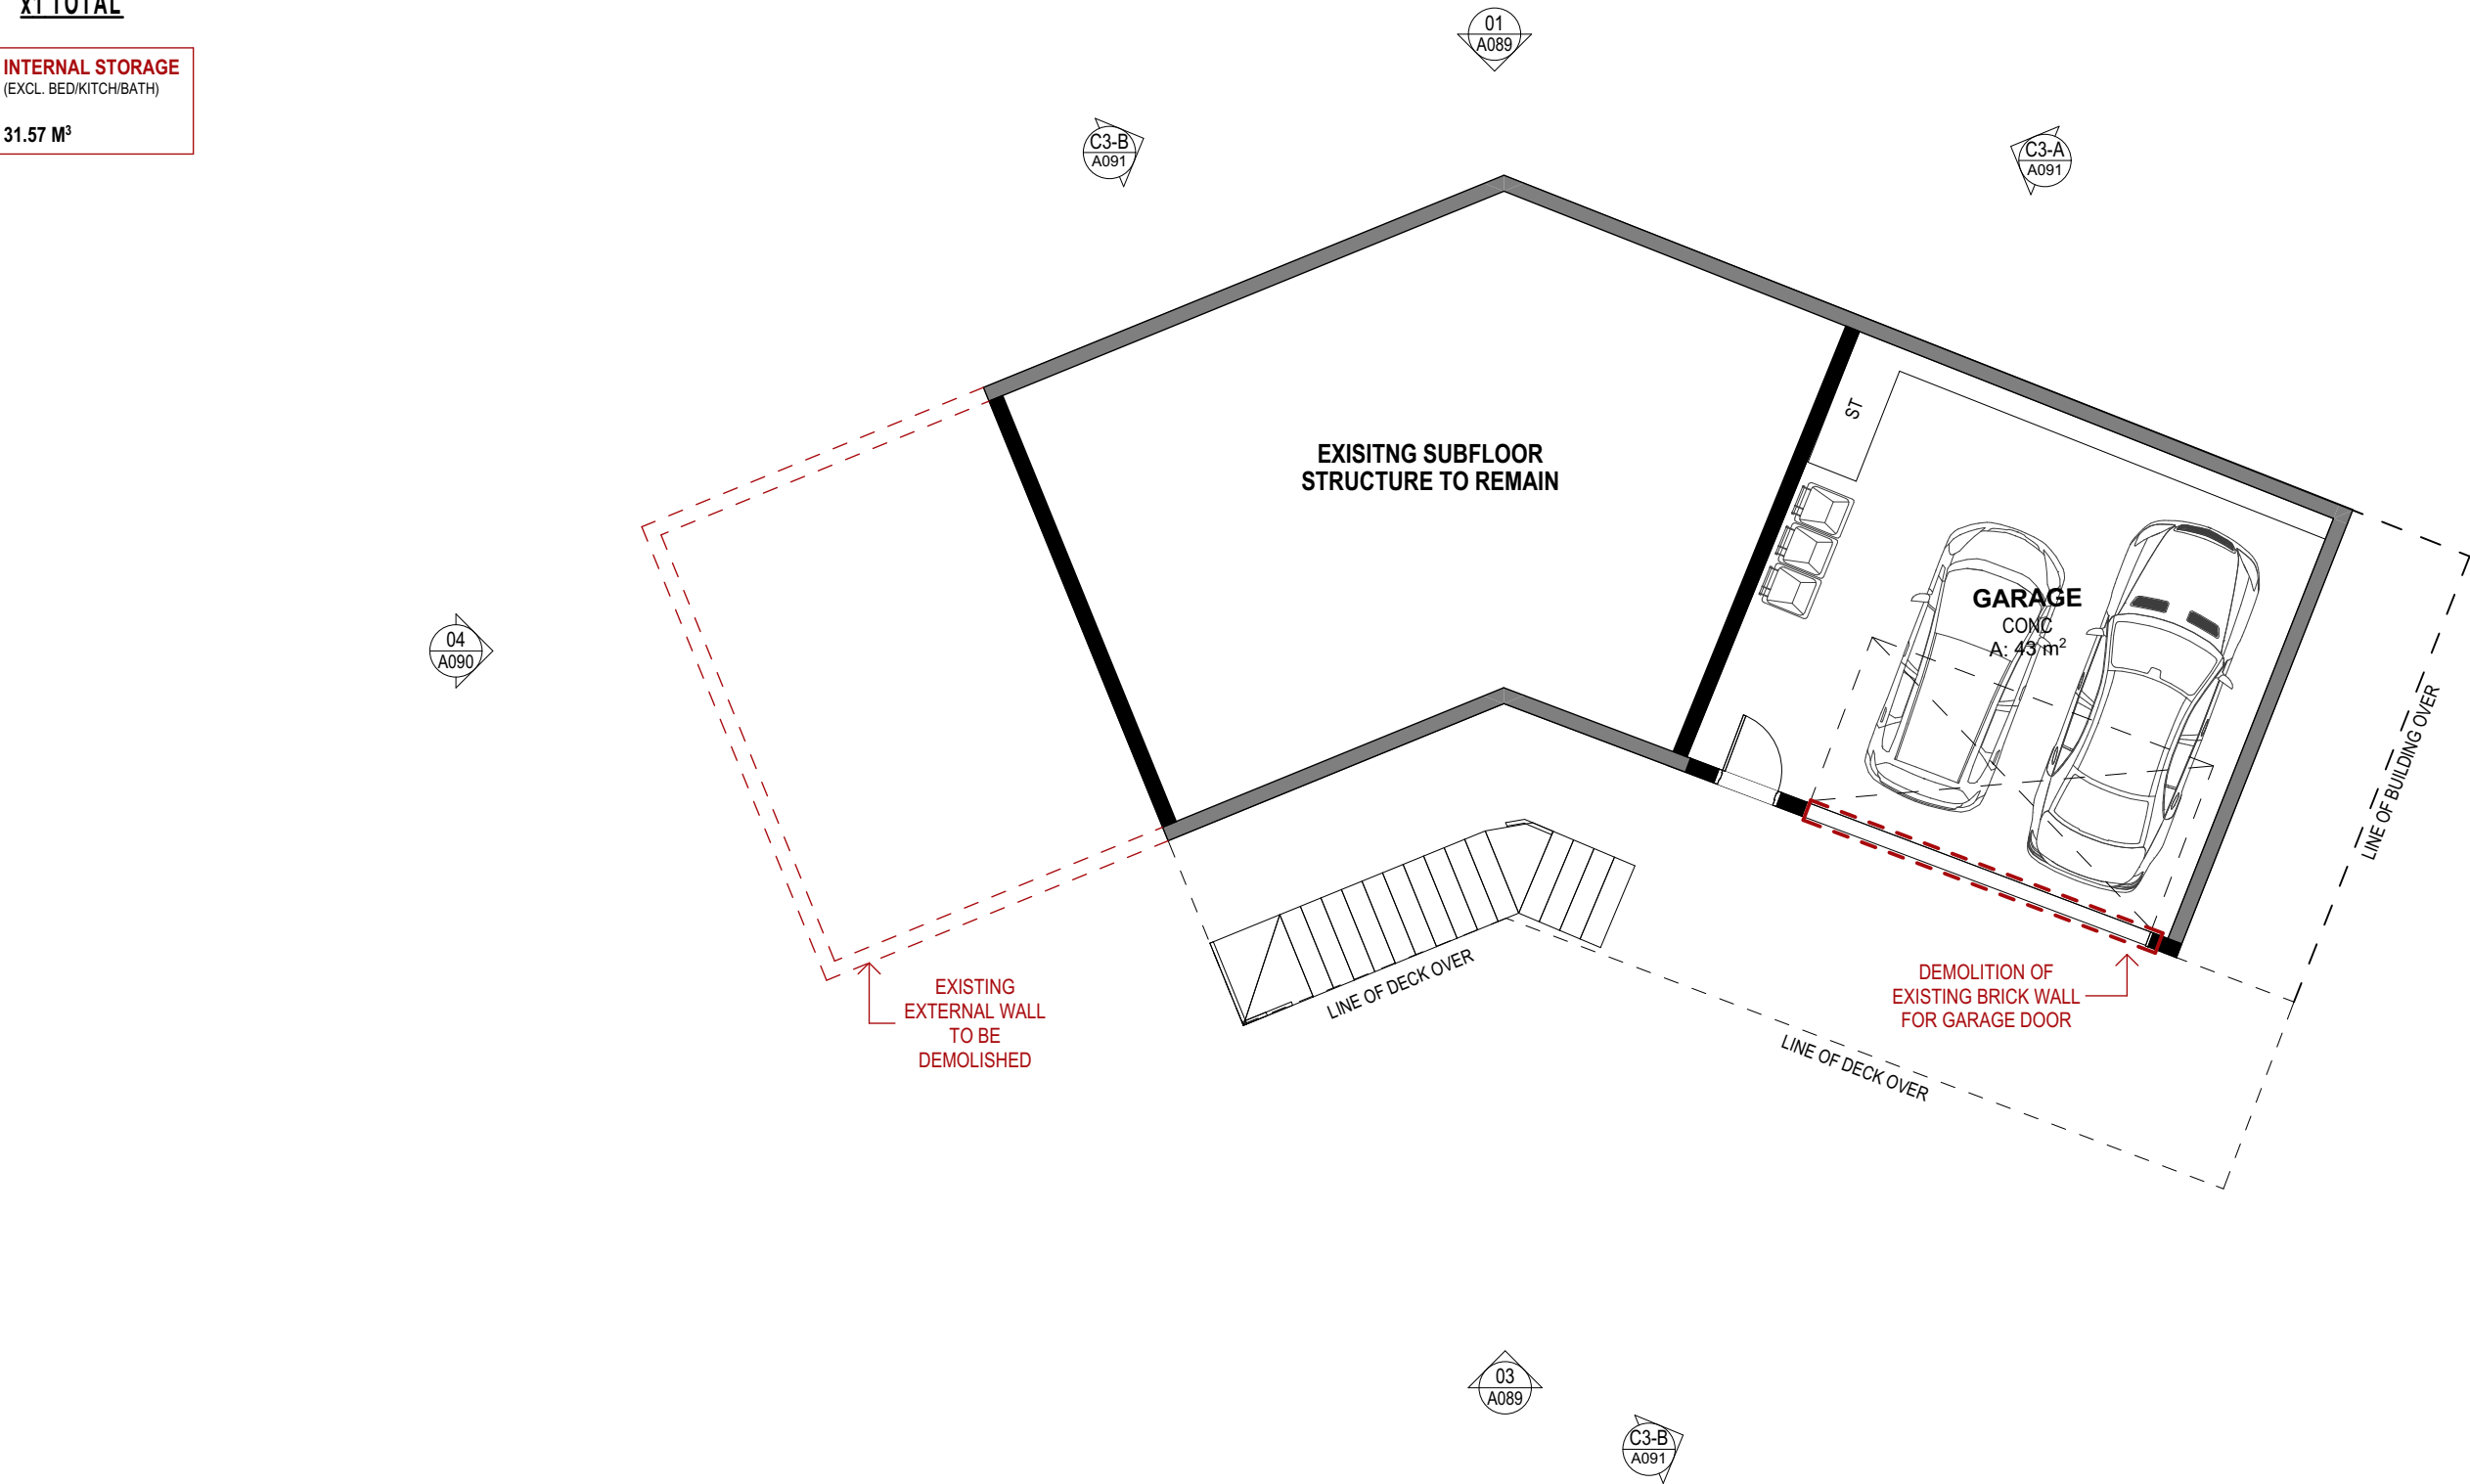 x1 TOTAL
INTERNAL STORAGE
(EXCL. BED/KITCH/BATH)
31.57 M³
01
A089
C3-B
A091
C3-A
A091
ST
EXISITNG SUBFLOOR
STRUCTURE TO REMAIN
GARAGE
CONC
A: 43 m²
04
A090
LINE OF BUILDING OVER
LINE OF DECK OVER
EXISTING
EXTERNAL WALL
TO BE
DEMOLISHED
DEMOLITION OF
EXISTING BRICK WALL
FOR GARAGE DOOR
LINE OF DECK OVER
03
A089
C3-B
A091